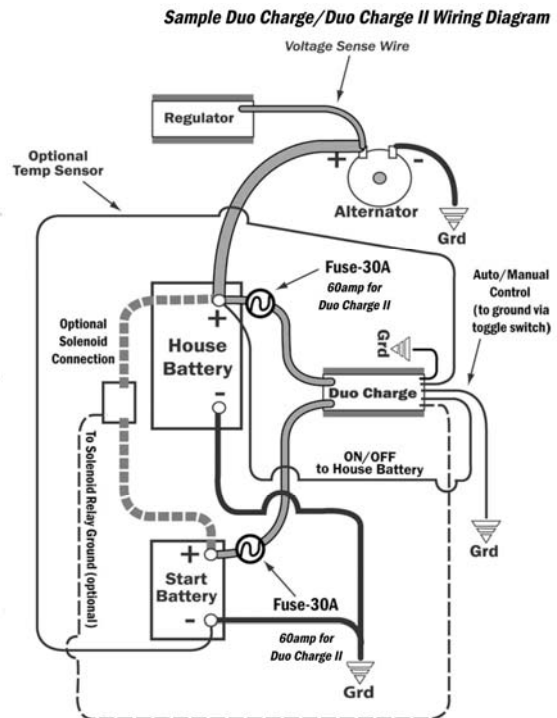 Sample Duo Charge/Duo Charge II Wiring Diagram
Voltage Sense Wire
Regulator
Optional
Temp Sensor
+
-
Alternator
Grd
Fuse-30A
60amp for
Duo Charge II
Auto/Manual
Control
(to ground via
toggle switch)
Optional
Solenoid
Connection
+
House
Battery
-
Grd
Duo Charge
To Solenoid Relay Ground (optional)
ON/OFF
to House Battery
Grd
+
Start
Battery
-
Fuse-30A
60amp for
Duo Charge II
Grd